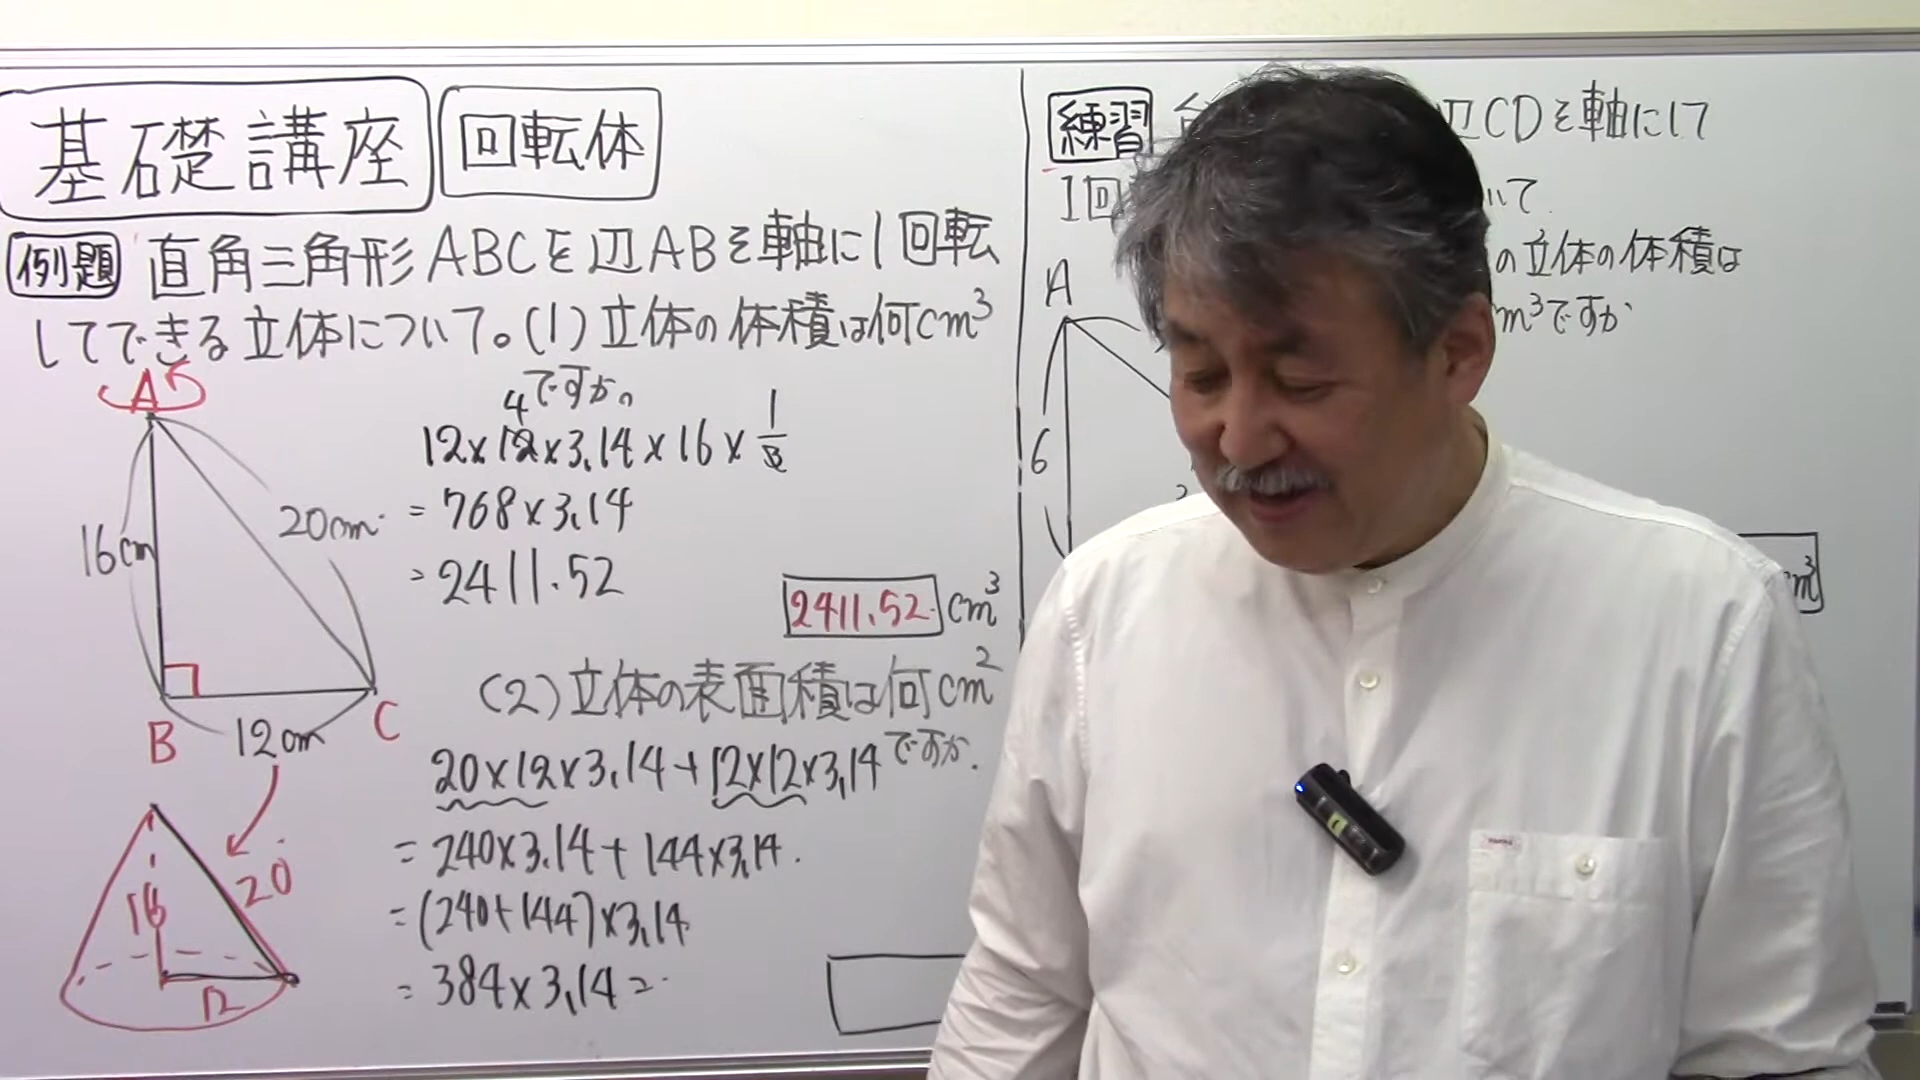 基礎講座 回転体
例題 直角三角形ABCを辺ABを軸に1回転
してできる立体について。(1)立体の体積は何cm³
ですか。
4
12×12×3.14×16×1/3
= 768×3.14
= 2411.52
2411.52 cm³
A
16cm
20cm
B
12cm
C
(2)立体の表面積は何cm²
ですか.
20×12×3.14+12×12×3.14
= 240×3.14+144×3.14.
= (240+144)×3.14
= 384×3.14=
16
20
12
練習
辺CDを軸にして
1回
いて.
の立体の体積は
m³ですか
A
6
m³